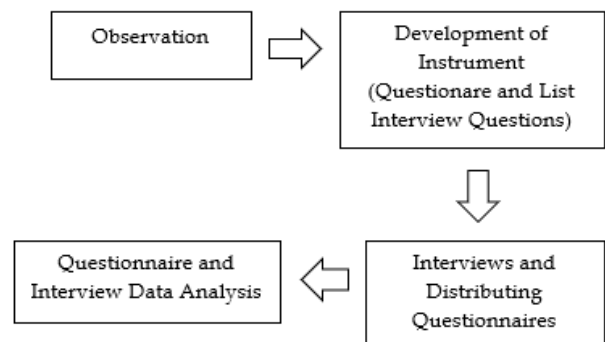 Observation
Development of
Instrument
(Questionare and List
Interview Questions)
Interviews and
Distributing
Questionnaires
Questionnaire and
Interview Data Analysis